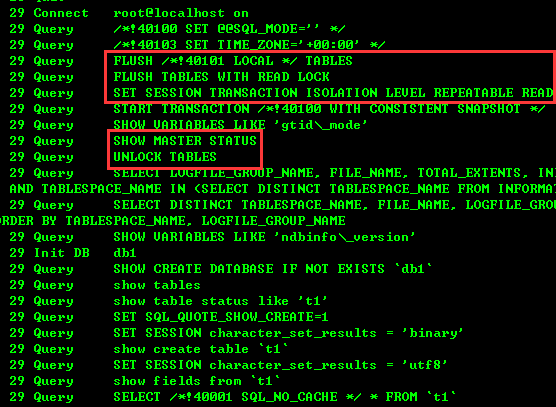 29 Connect root@localhost on
29 Query /*!40100 SET @@SQL_MODE='' */
29 Query /*!40103 SET TIME_ZONE='+00:00' */
29 Query FLUSH /*!40101 LOCAL */ TABLES
29 Query FLUSH TABLES WITH READ LOCK
29 Query SET SESSION TRANSACTION ISOLATION LEVEL REPEATABLE READ
29 Query START TRANSACTION /*!40100 WITH CONSISTENT SNAPSHOT */
29 Query SHOW VARIABLES LIKE 'gtid\_mode'
29 Query SHOW MASTER STATUS
29 Query UNLOCK TABLES
29 Query SELECT LOGFILE_GROUP_NAME, FILE_NAME, TOTAL_EXTENTS, IN
AND TABLESPACE_NAME IN (SELECT DISTINCT TABLESPACE_NAME FROM INFORMA
29 Query SELECT DISTINCT TABLESPACE_NAME, FILE_NAME, LOGFILE_GROU
ORDER BY TABLESPACE_NAME, LOGFILE_GROUP_NAME
29 Query SHOW VARIABLES LIKE 'ndbinfo\_version'
29 Init DB db1
29 Query SHOW CREATE DATABASE IF NOT EXISTS `db1`
29 Query show tables
29 Query show table status like 't1'
29 Query SET SQL_QUOTE_SHOW_CREATE=1
29 Query SET SESSION character_set_results = 'binary'
29 Query show create table `t1`
29 Query SET SESSION character_set_results = 'utf8'
29 Query show fields from `t1`
29 Query SELECT /*!40001 SQL_NO_CACHE */ * FROM `t1`